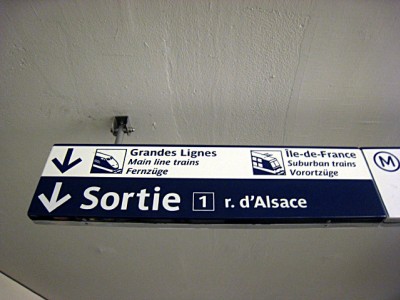 Grandes Lignes
Main line trains
Fernzüge
Île-de-France
Suburban trains
Vorortzüge
M
Sortie 1 r. d'Alsace